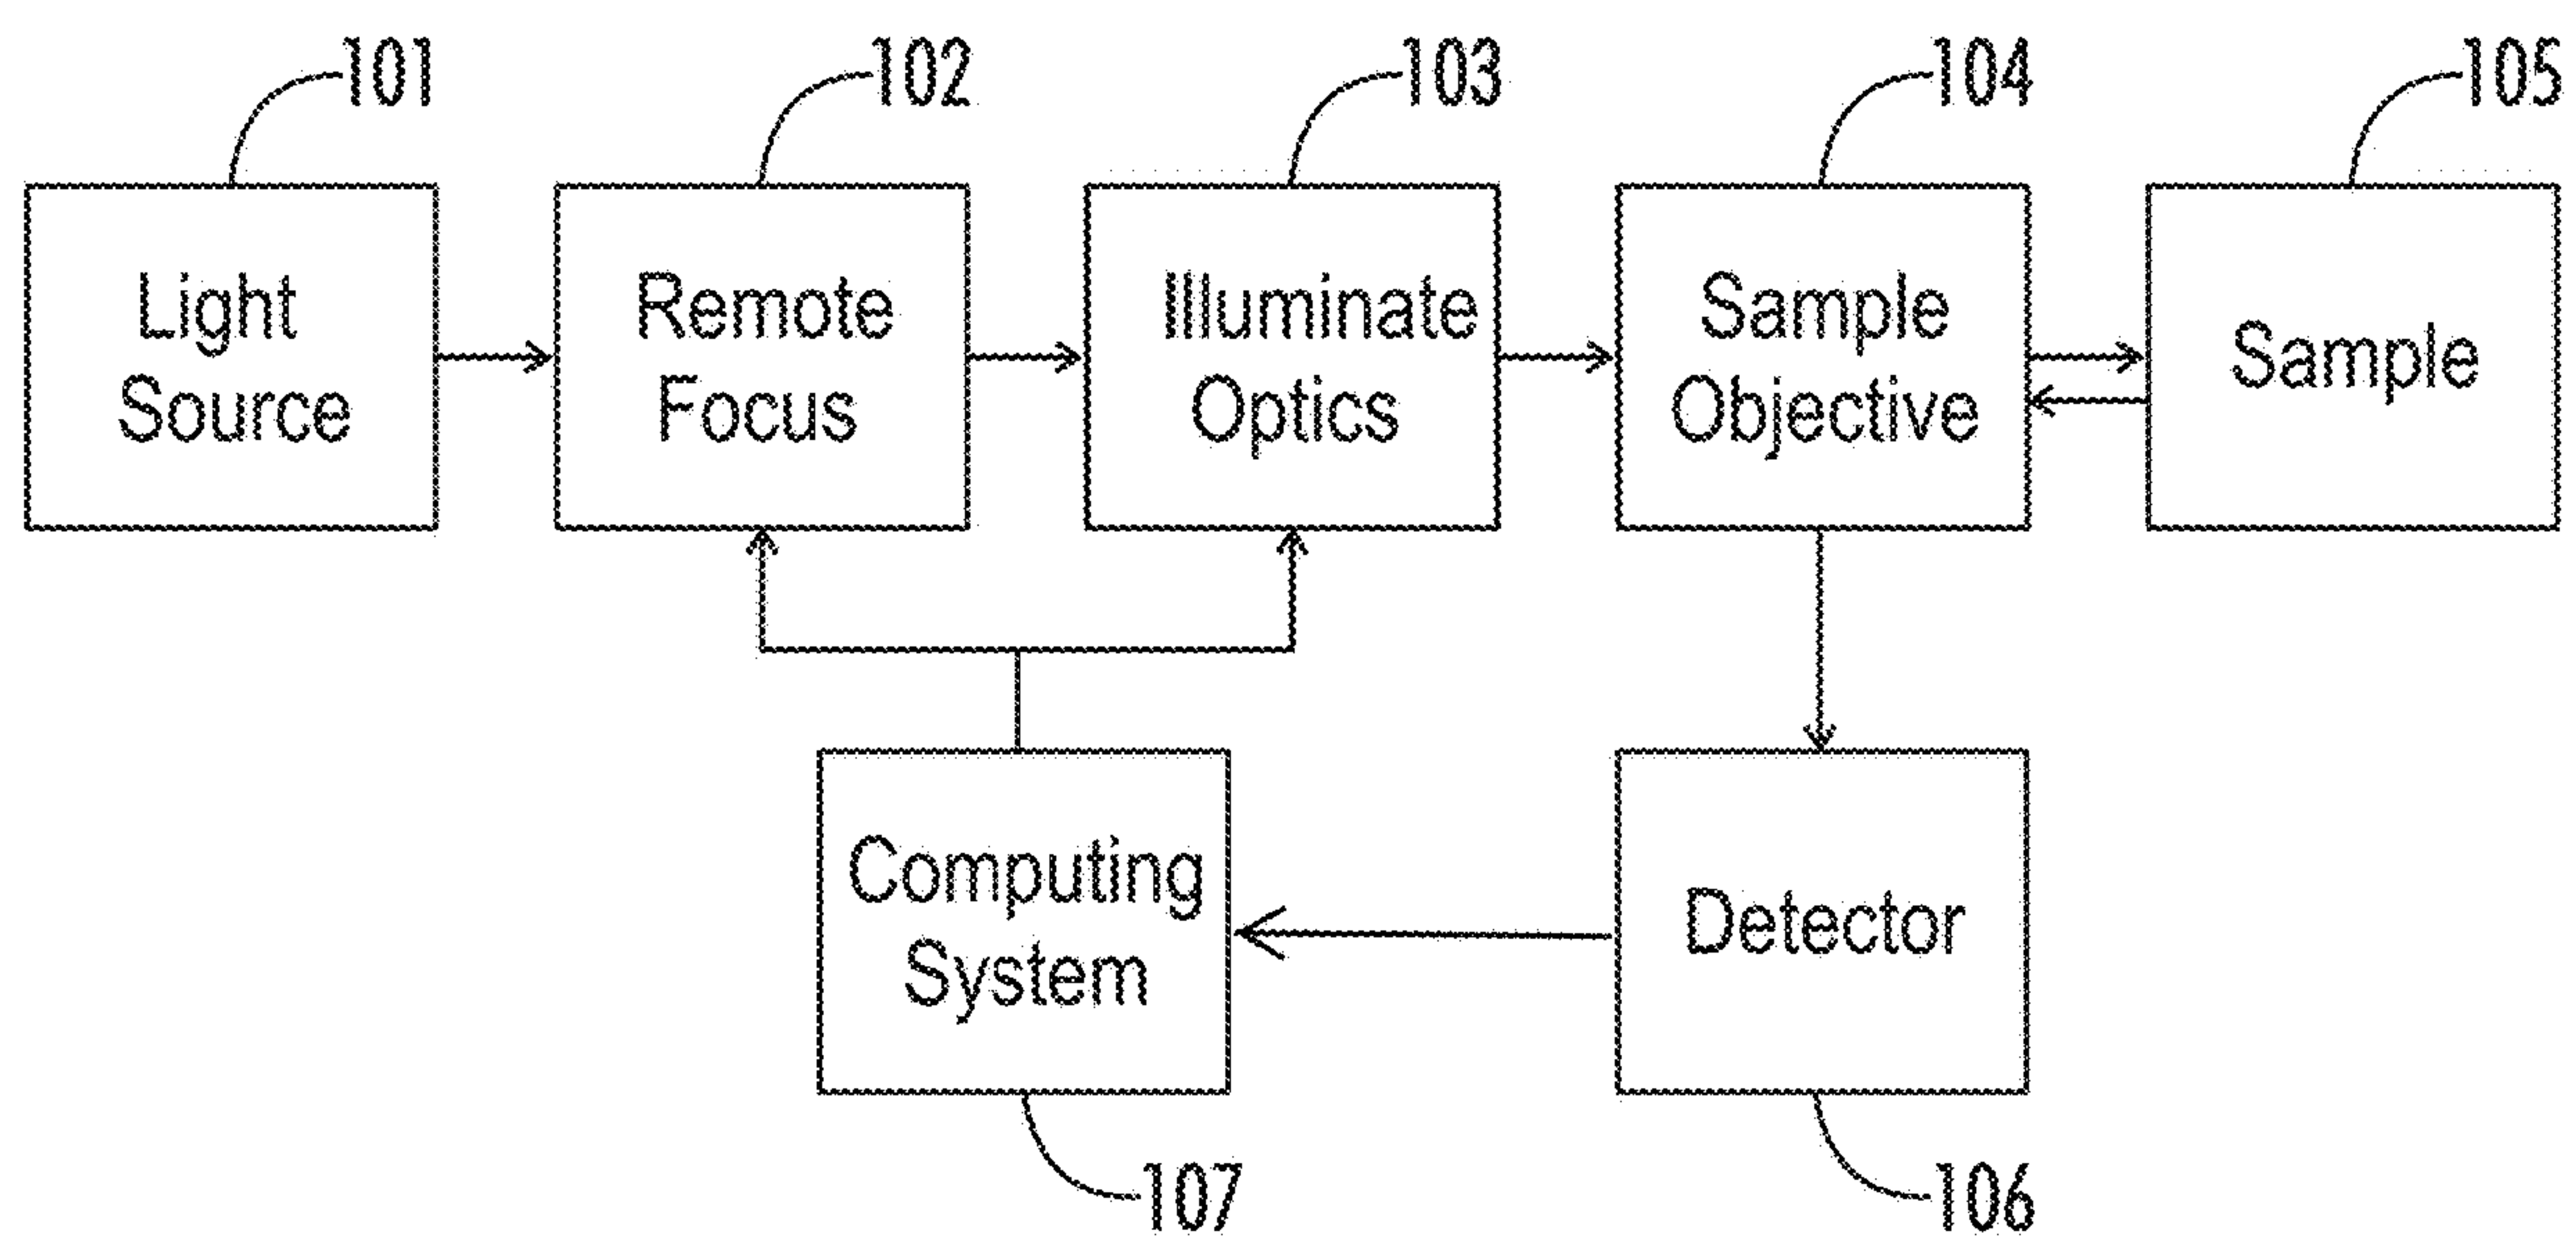 101
102
103
104
105
Light
Source
Remote
Focus
Illuminate
Optics
Sample
Objective
Sample
Computing
System
Detector
107
106